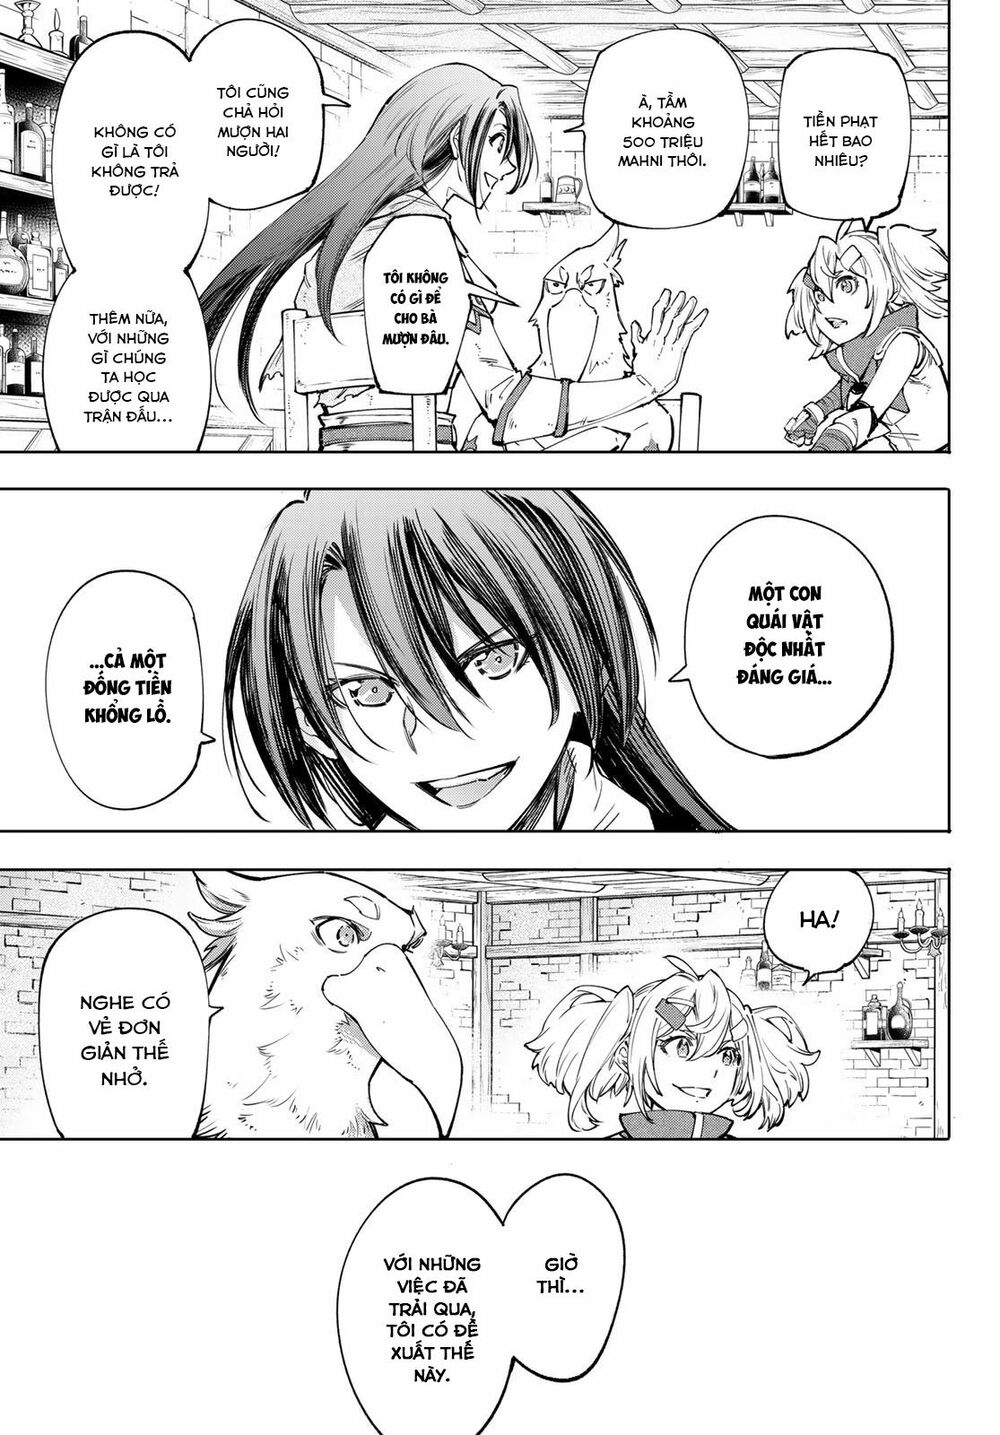 TIỀN PHẠT
HẾT BAO
NHIÊU?
À, TẦM
KHOẢNG
500 TRIỆU
MAHNI THÔI.
TÔI KHÔNG
CÓ GÌ ĐỂ
CHO BÀ
MƯỢN ĐÂU.
TÔI CŨNG
CHẢ HỎI
MƯỢN HAI
NGƯỜI!
KHÔNG CÓ
GÌ LÀ TÔI
KHÔNG TRẢ
ĐƯỢC!
THÊM NỮA,
VỚI NHỮNG
GÌ CHÚNG
TA HỌC
ĐƯỢC QUA
TRẬN ĐẤU...
MỘT CON
QUÁI VẬT
ĐỘC NHẤT
ĐÁNG GIÁ...
...CẢ MỘT
ĐỐNG TIỀN
KHỔNG LỒ.
HA!
NGHE CÓ
VẺ ĐƠN
GIẢN THẾ
NHỞ.
GIỜ
THÌ...
VỚI NHỮNG
VIỆC ĐÃ
TRẢI QUA,
TÔI CÓ ĐỀ
XUẤT THẾ
NÀY.